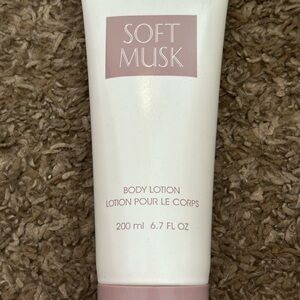 SOFT
MUSK
BODY LOTION
LOTION POUR LE CORPS
200 ml 6.7 FL OZ